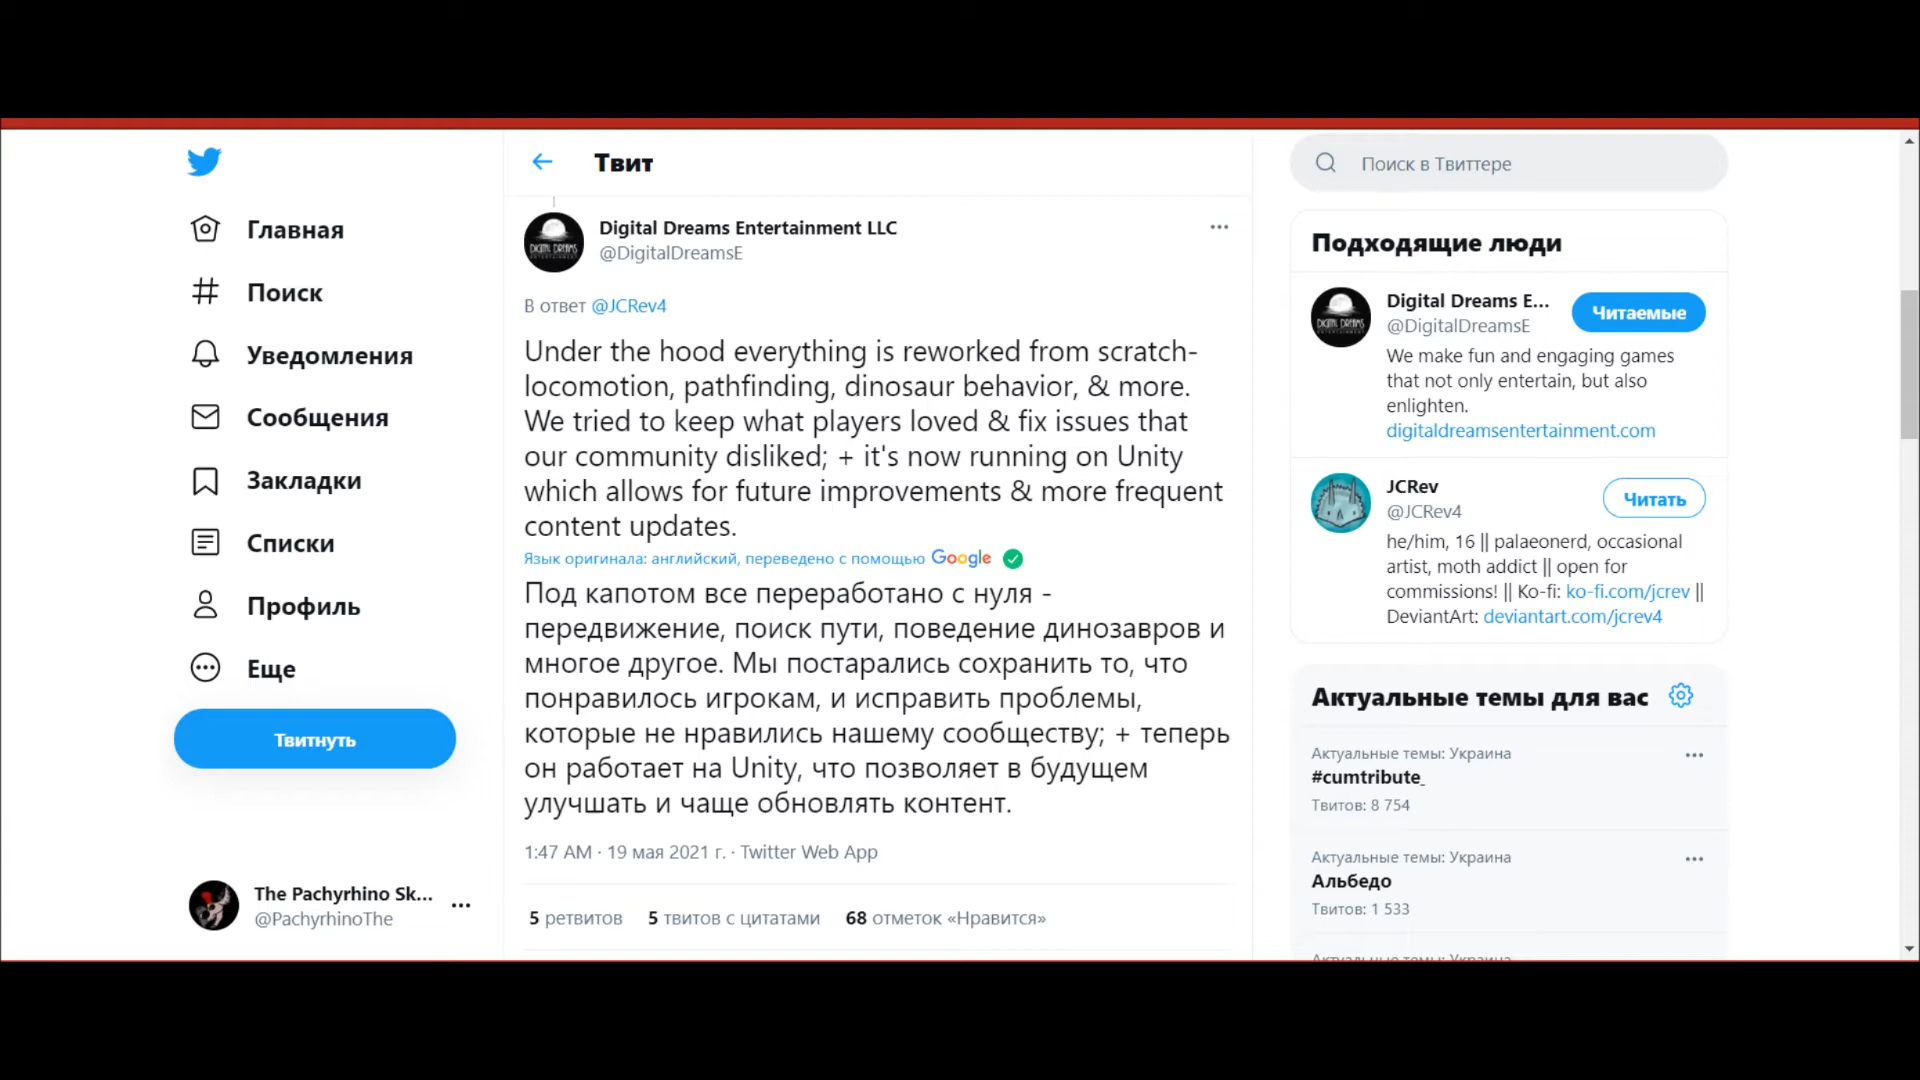 Главная
Поиск
Уведомления
Сообщения
Закладки
Списки
Профиль
Еще
Твитнуть
The Pachyrhino Sk...
@PachyrhinoThe
Твит
DIGITAL DREAMS
Digital Dreams Entertainment LLC
@DigitalDreamsE
В ответ @JCRev4
Under the hood everything is reworked from scratch-
locomotion, pathfinding, dinosaur behavior, & more.
We tried to keep what players loved & fix issues that
our community disliked; + it's now running on Unity
which allows for future improvements & more frequent
content updates.
Язык оригинала: английский, переведено с помощью Google
Под капотом все переработано с нуля -
передвижение, поиск пути, поведение динозавров и
многое другое. Мы постарались сохранить то, что
понравилось игрокам, и исправить проблемы,
которые не нравились нашему сообществу; + теперь
он работает на Unity, что позволяет в будущем
улучшать и чаще обновлять контент.
1:47 AM · 19 мая 2021 г. · Twitter Web App
5 ретвитов 5 твитов с цитатами 68 отметок «Нравится»
Поиск в Твиттере
Подходящие люди
DIGITAL DREAMS
Digital Dreams E...
@DigitalDreamsE
Читаемые
We make fun and engaging games
that not only entertain, but also
enlighten.
digitaldreamsentertainment.com
JCRev
@JCRev4
Читать
he/him, 16 || palaeonerd, occasional
artist, moth addict || open for
commissions! || Ko-fi: ko-fi.com/jcrev ||
DeviantArt: deviantart.com/jcrev4
Актуальные темы для вас
Актуальные темы: Украина
#cumtribute_
Твитов: 8 754
Актуальные темы: Украина
Альбедо
Твитов: 1 533
Актуальные темы: Украина